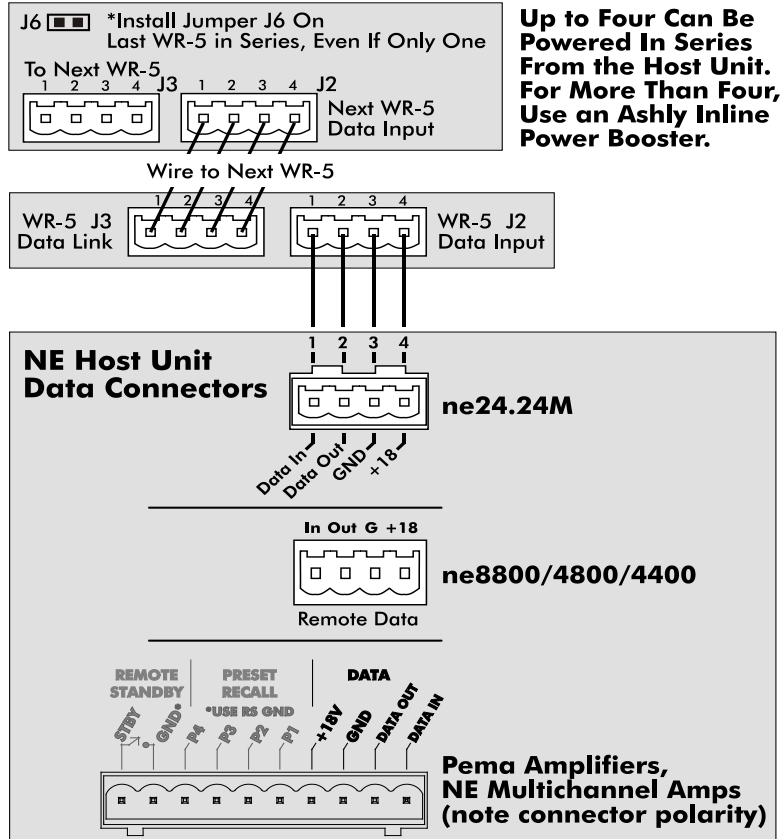 J6 *Install Jumper J6 On
Last WR-5 in Series, Even If Only One
Up to Four Can Be
Powered In Series
From the Host Unit.
For More Than Four,
Use an Ashly Inline
Power Booster.
To Next WR-5
1 2 3 4 J3 1 2 3 4 J2
Next WR-5
Data Input
Wire to Next WR-5
1 2 3 4 1 2 3 4
WR-5 J3
Data Link
WR-5 J2
Data Input
1 2 3 4
NE Host Unit
Data Connectors
ne24.24M
Data In Data Out GND +18
In Out G +18
ne8800/4800/4400
Remote Data
REMOTE
STANDBY
PRESET
RECALL
DATA
*USE RS GND
STBY GND* P4 P3 P2 P1 +18V GND DATA OUT DATA IN
Pema Amplifiers,
NE Multichannel Amps
(note connector polarity)